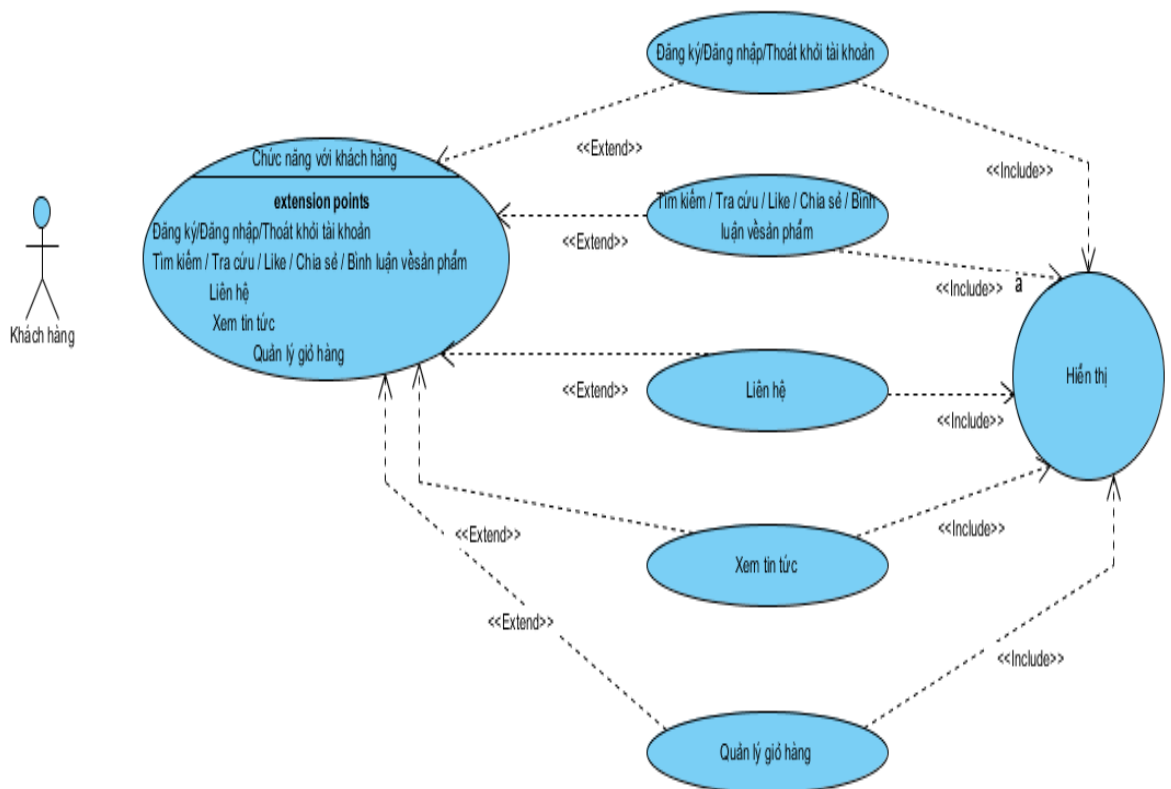 Đăng ký/Đăng nhập/Thoát khỏi tài khoản
<<Extend>>
<<Include>>
Chức năng với khách hàng
extension points
Đăng ký/Đăng nhập/Thoát khỏi tài khoản
Tìm kiếm / Tra cứu / Like / Chia sẻ / Bình luận vềsản phẩm
Liên hệ
Xem tin tức
Quản lý giỏ hàng
Khách hàng
Tìm kiếm / Tra cứu / Like / Chia sẻ / Bình
luận vềsản phẩm
<<Extend>>
<<Include>>
a
Hiển thị
Liên hệ
<<Extend>>
<<Include>>
Xem tin tức
<<Extend>>
<<Include>>
<<Extend>>
<<Include>>
Quản lý giỏ hàng